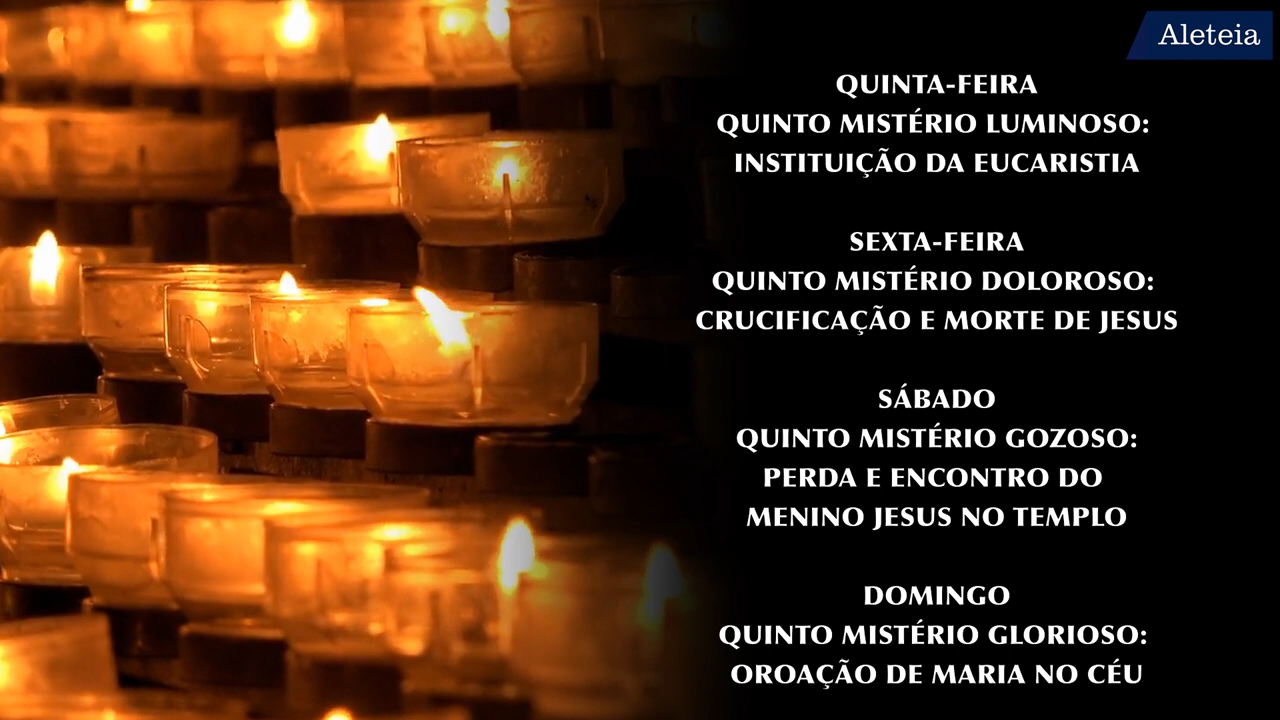 Aleteia
QUINTA-FEIRA
QUINTO MISTÉRIO LUMINOSO:
INSTITUIÇÃO DA EUCARISTIA
SEXTA-FEIRA
QUINTO MISTÉRIO DOLOROSO:
CRUCIFICAÇÃO E MORTE DE JESUS
SÁBADO
QUINTO MISTÉRIO GOZOSO:
PERDA E ENCONTRO DO
MENINO JESUS NO TEMPLO
DOMINGO
QUINTO MISTÉRIO GLORIOSO:
OROAÇÃO DE MARIA NO CÉU